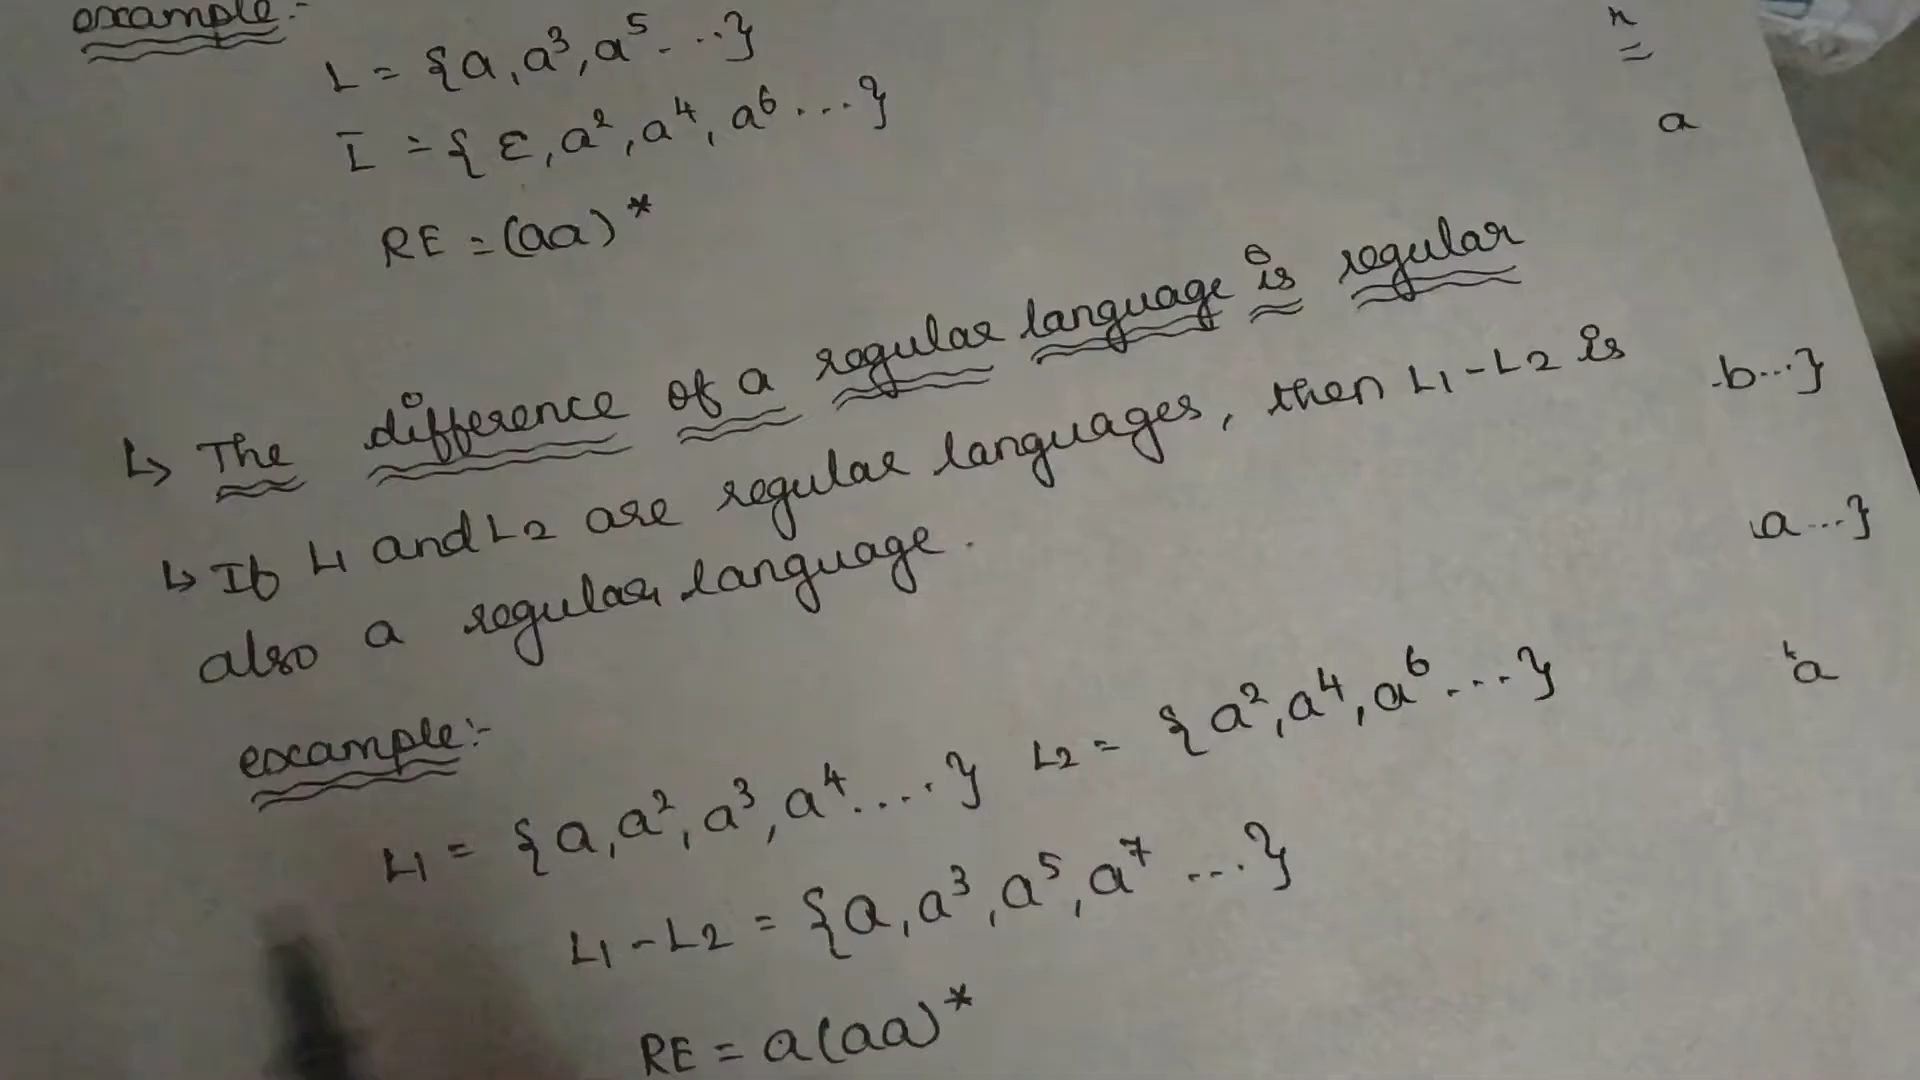 example:-
L = {a, a³, a⁵ ...}
L̄ = {ε, a², a⁴, a⁶ ...}
RE = (aa)*
↳ The difference of a regular language is regular
↳ If L1 and L2 are regular languages, then L1-L2 is
also a regular language.
example:-
L1 = {a, a², a³, a⁴ ....} L2 = {a², a⁴, a⁶ ...}
L1-L2 = {a, a³, a⁵, a⁷ ...}
RE = a(aa)*
a
b...}
a...}
a